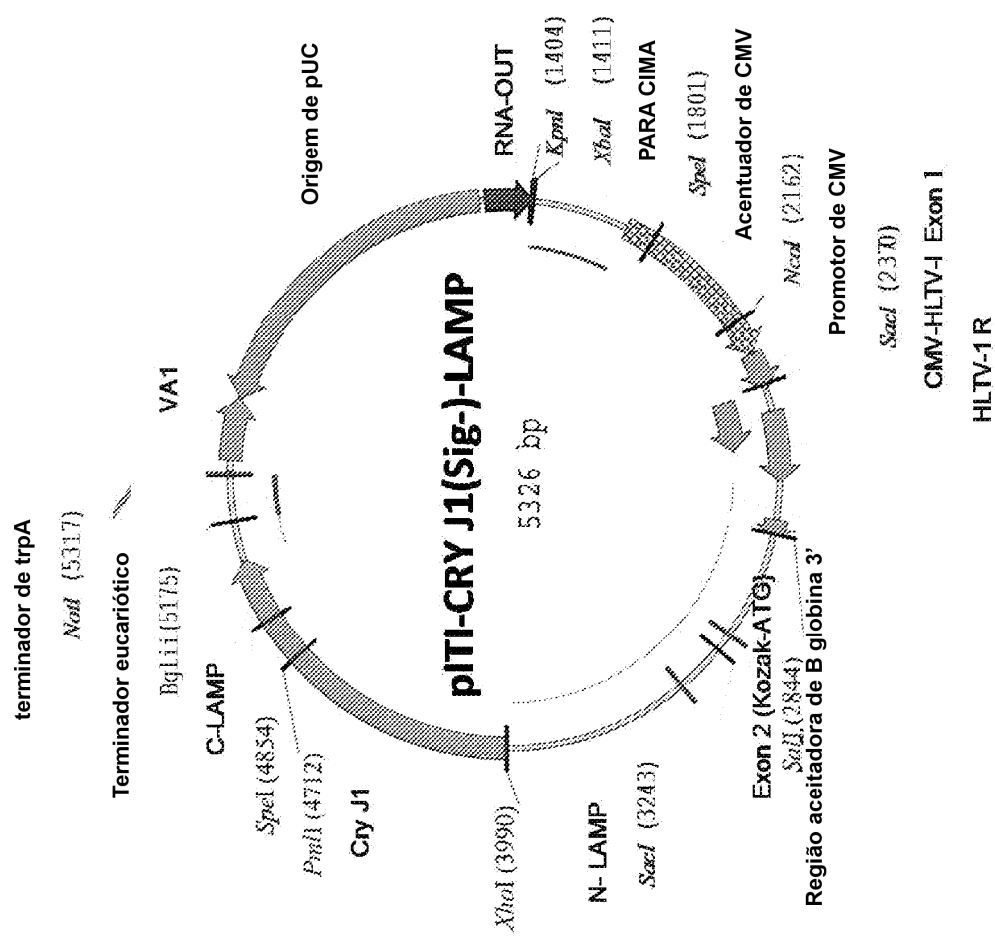 terminador de trpA
NotI (5317)
Terminador eucariótico
BglII(5175)
C-LAMP
SpeI (4854)
PmlI (4712)
Cry J1
XhoI (3990)
N- LAMP
SacI (3243)
Exon 2 (Kozak-ATG)
SalI (2844)
Região aceitadora de B globina 3'
VA1
Origem de pUC
RNA-OUT
KpnI (1404)
XbaI (1411)
PARA CIMA
SpeI (1801)
Acentuador de CMV
NcoI (2162)
Promotor de CMV
SacI (2370)
CMV-HLTV-I Exon 1
HLTV-1 R
pITI-CRY J1(Sig-)-LAMP
5326 bp